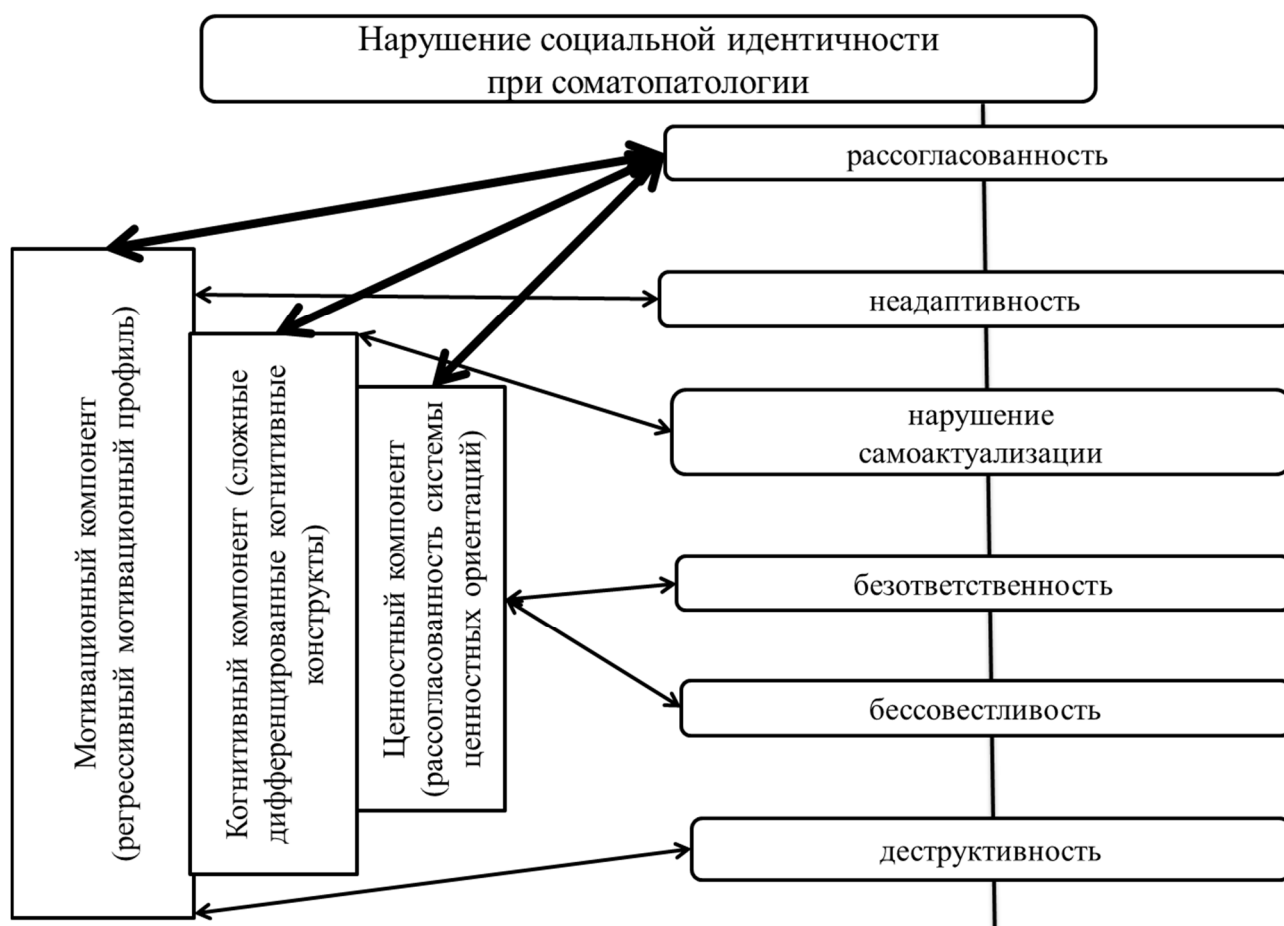 Нарушение социальной идентичности
при соматопатологии
рассогласованность
неадаптивность
нарушение
самоактуализации
безответственность
бессовестливость
деструктивность
Мотивационный компонент
(регрессивный мотивационный профиль)
Когнитивный компонент (сложные
дифференцированные когнитивные
конструкты)
Ценностный компонент
(рассогласованность системы
ценностных ориентаций)